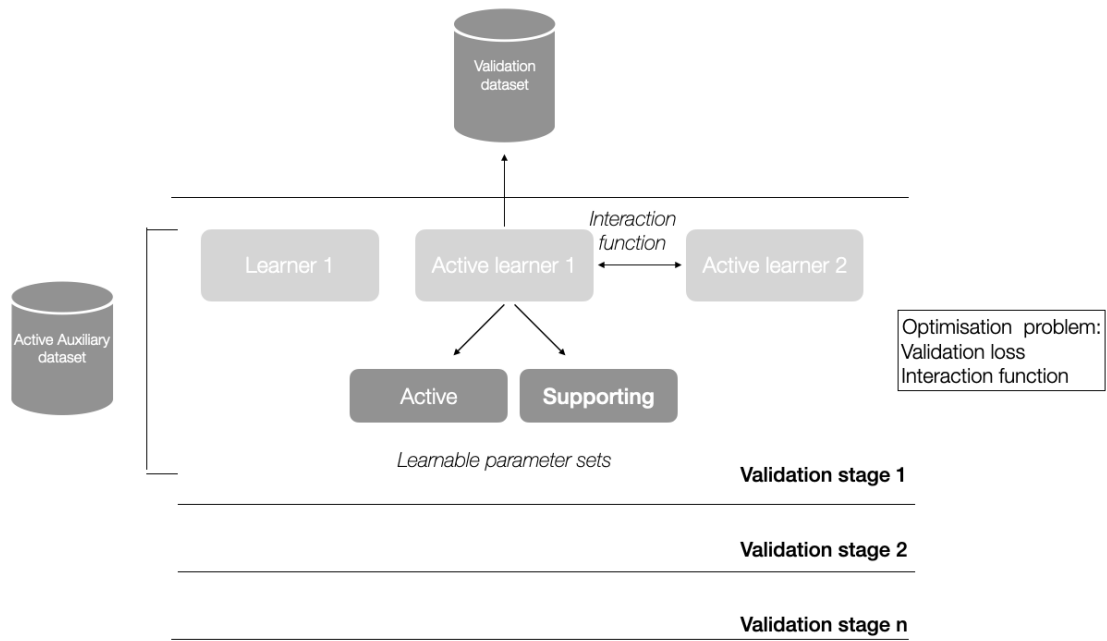 Validation
dataset
Interaction
function
Learner 1
Active learner 1
Active learner 2
Active Auxiliary
dataset
Optimisation problem:
Validation loss
Interaction function
Active
Supporting
Learnable parameter sets
Validation stage 1
Validation stage 2
Validation stage n